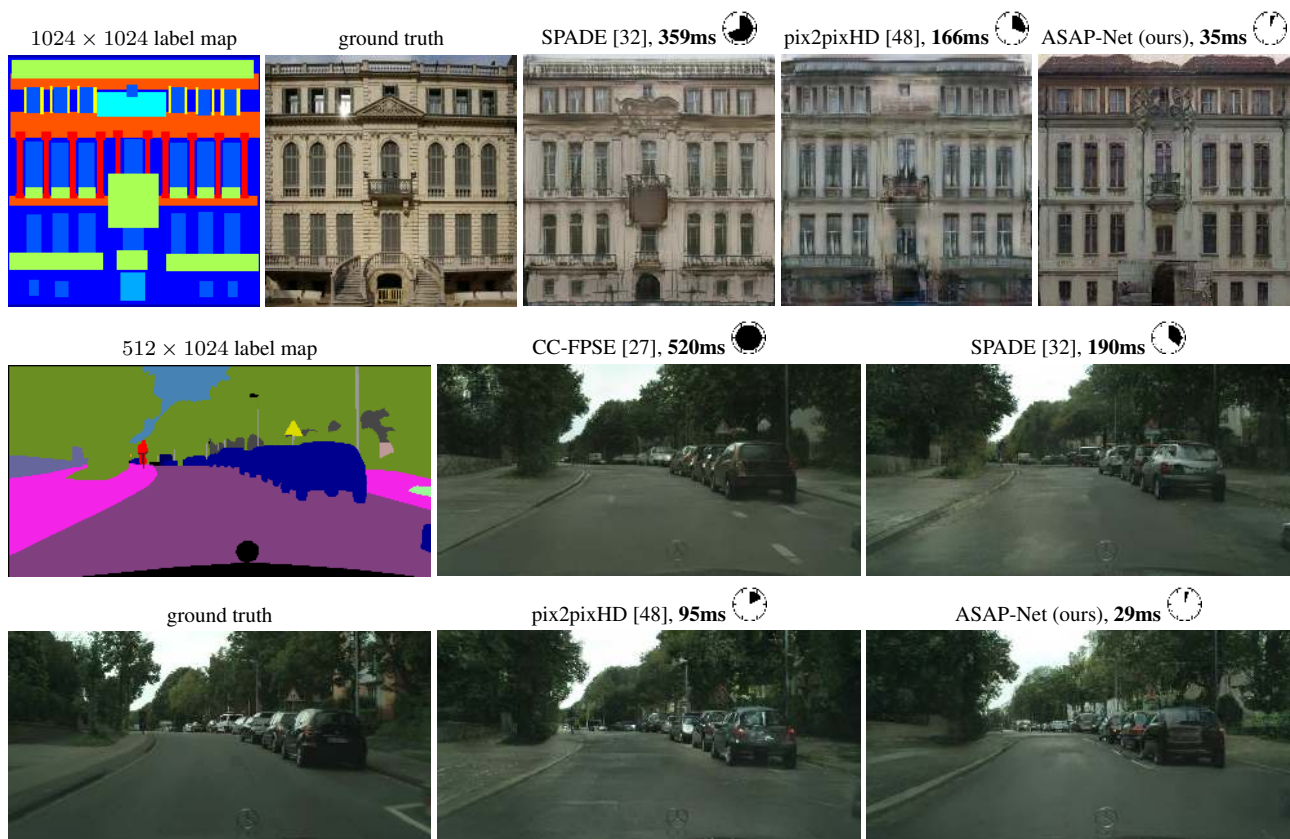 1024 × 1024 label map
ground truth
SPADE [32], 359ms
pix2pixHD [48], 166ms
ASAP-Net (ours), 35ms
512 × 1024 label map
CC-FPSE [27], 520ms
SPADE [32], 190ms
ground truth
pix2pixHD [48], 95ms
ASAP-Net (ours), 29ms